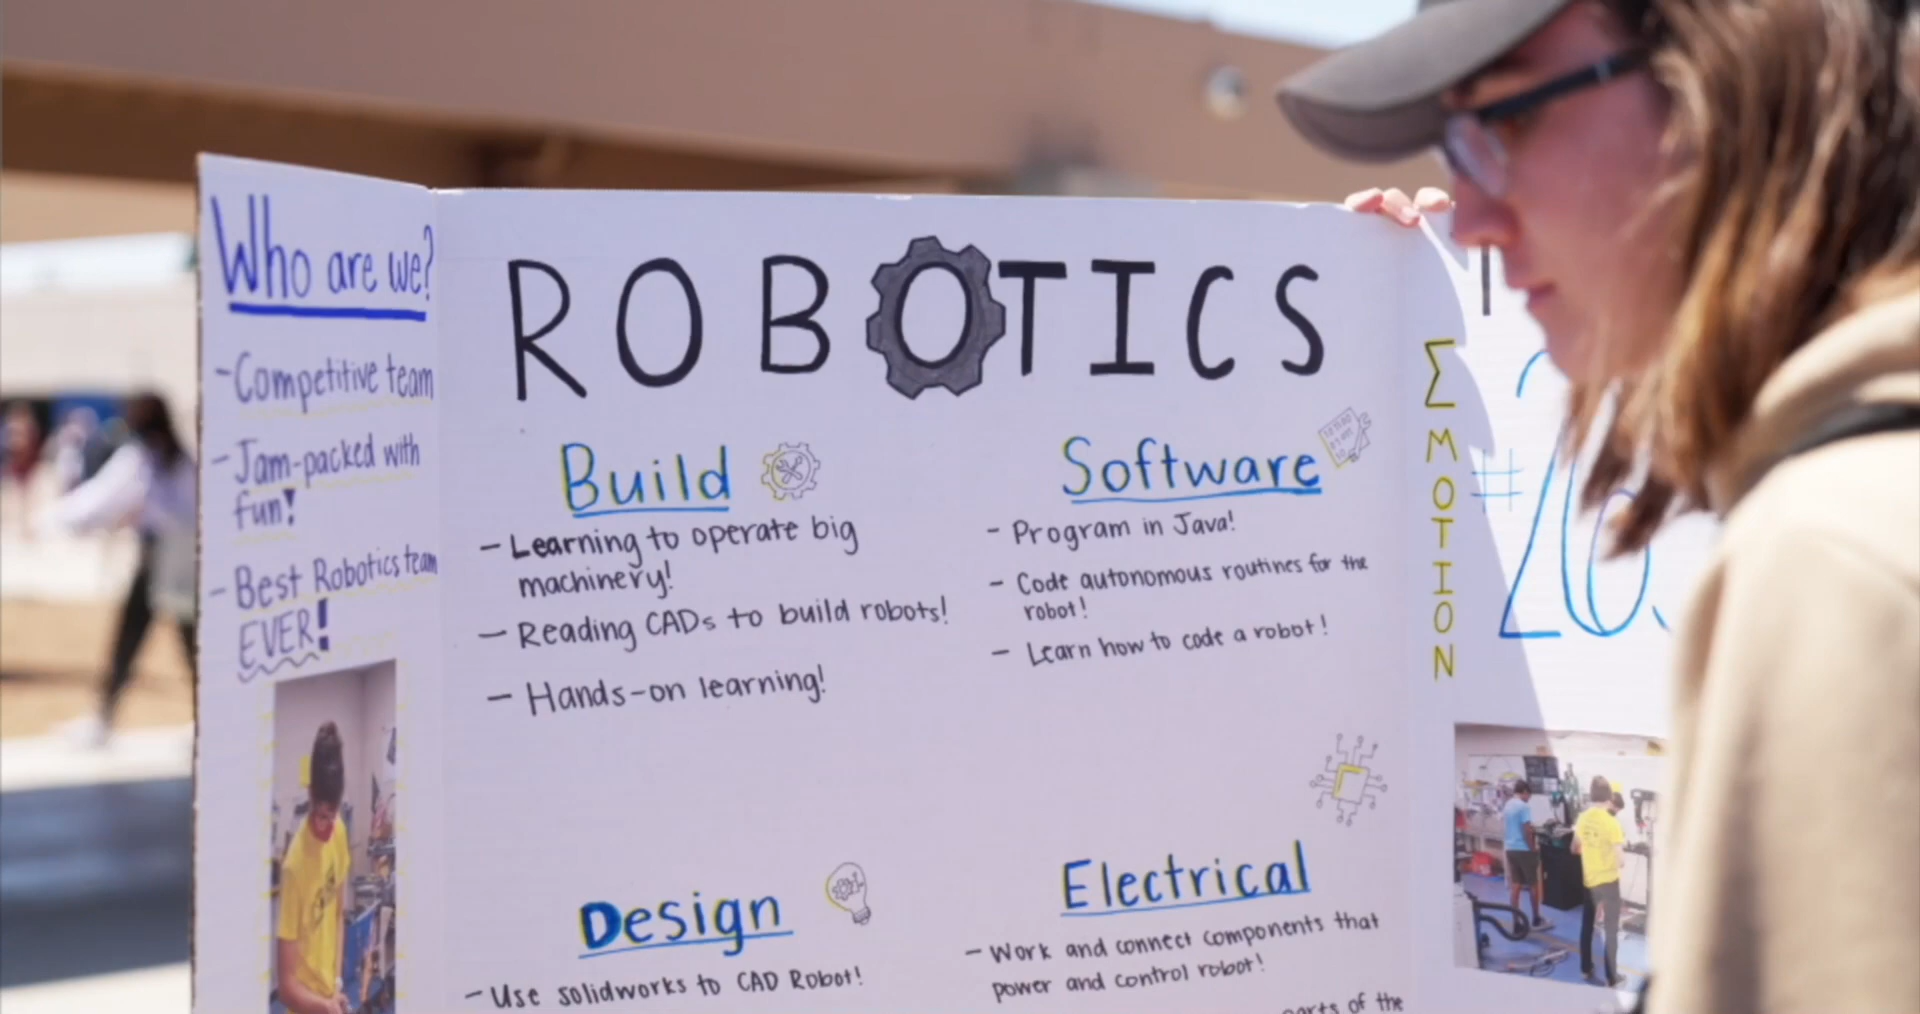 Who are we?
- Competitive team
- Jam-packed with
fun!
- Best Robotics team
EVER!
ROBOTICS
Build
- Learning to operate big
machinery!
- Reading CADs to build robots!
- Hands-on learning!
Software
- Program in Java!
- Code autonomous routines for the
robot!
- Learn how to code a robot!
Design
- Use solidworks to CAD Robot!
Electrical
- Work and connect components that
power and control robot!
of the
ΣMOTION